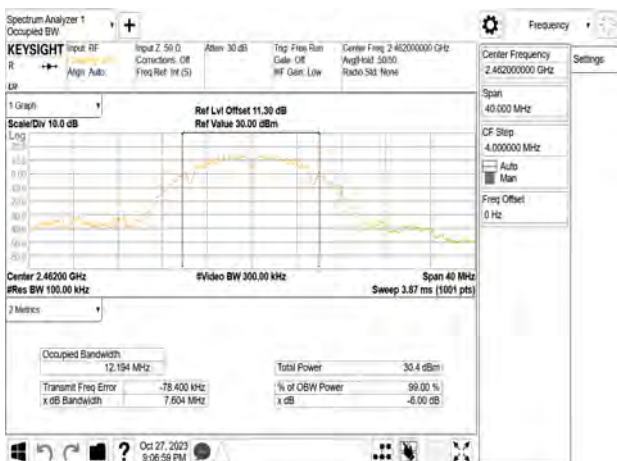 Spectrum Analyzer 1
Occupied BW
+
Frequency
KEYSIGHT
R
Input: RF
Align: Auto
Input Z: 50 Ω
Corrections: Off
Freq Ref: Int (S)
Atten: 30 dB
Trig: Free Run
Gate: Off
#IF Gain: Low
Center Freq: 2.462000000 GHz
Avg|Hold: 50/50
Radio Std: None
Center Frequency
2.462000000 GHz
Settings
Span
40.000 MHz
CF Step
4.000000 MHz
Auto
Man
Freq Offset
0 Hz
1 Graph
Scale/Div 10.0 dB
Log
Ref Lvl Offset 11.30 dB
Ref Value 30.00 dBm
Center 2.46200 GHz
#Res BW 100.00 kHz
#Video BW 300.00 kHz
Span 40 MHz
Sweep 3.87 ms (1001 pts)
2 Metrics
Occupied Bandwidth
12.194 MHz
Total Power 30.4 dBm
Transmit Freq Error -78.400 kHz
% of OBW Power 99.00 %
x dB Bandwidth 7.604 MHz
x dB -6.00 dB
?
Oct 27, 2023
9:06:59 PM